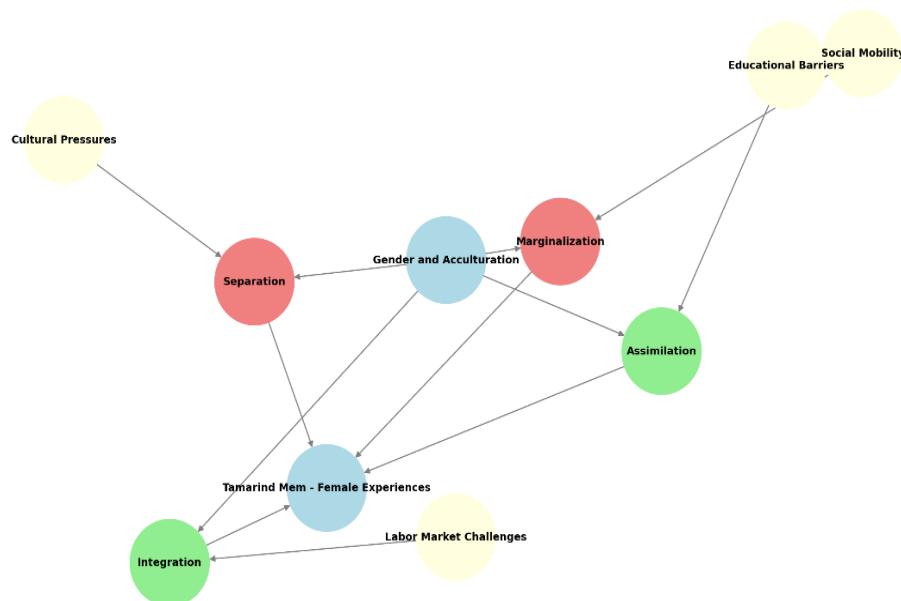 Social Mobility
Educational Barriers
Cultural Pressures
Marginalization
Gender and Acculturation
Separation
Assimilation
Tamarind Mem - Female Experiences
Labor Market Challenges
Integration